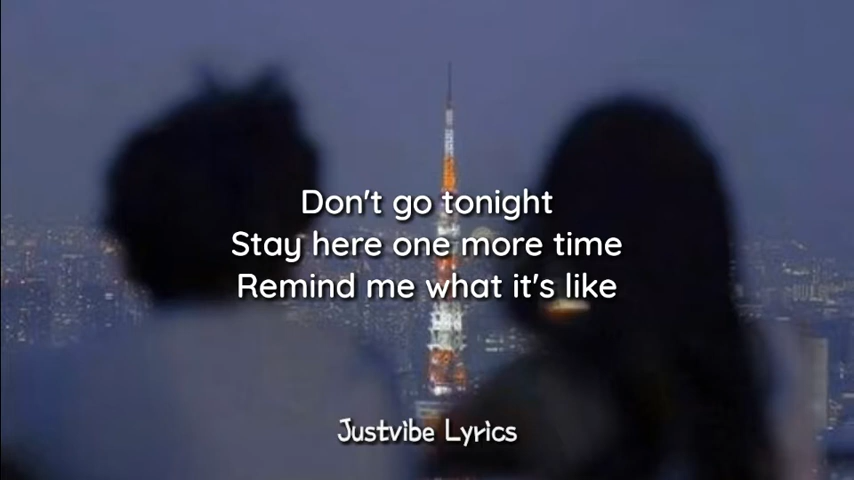 Don't go tonight
Stay here one more time
Remind me what it's like
Justvibe Lyrics